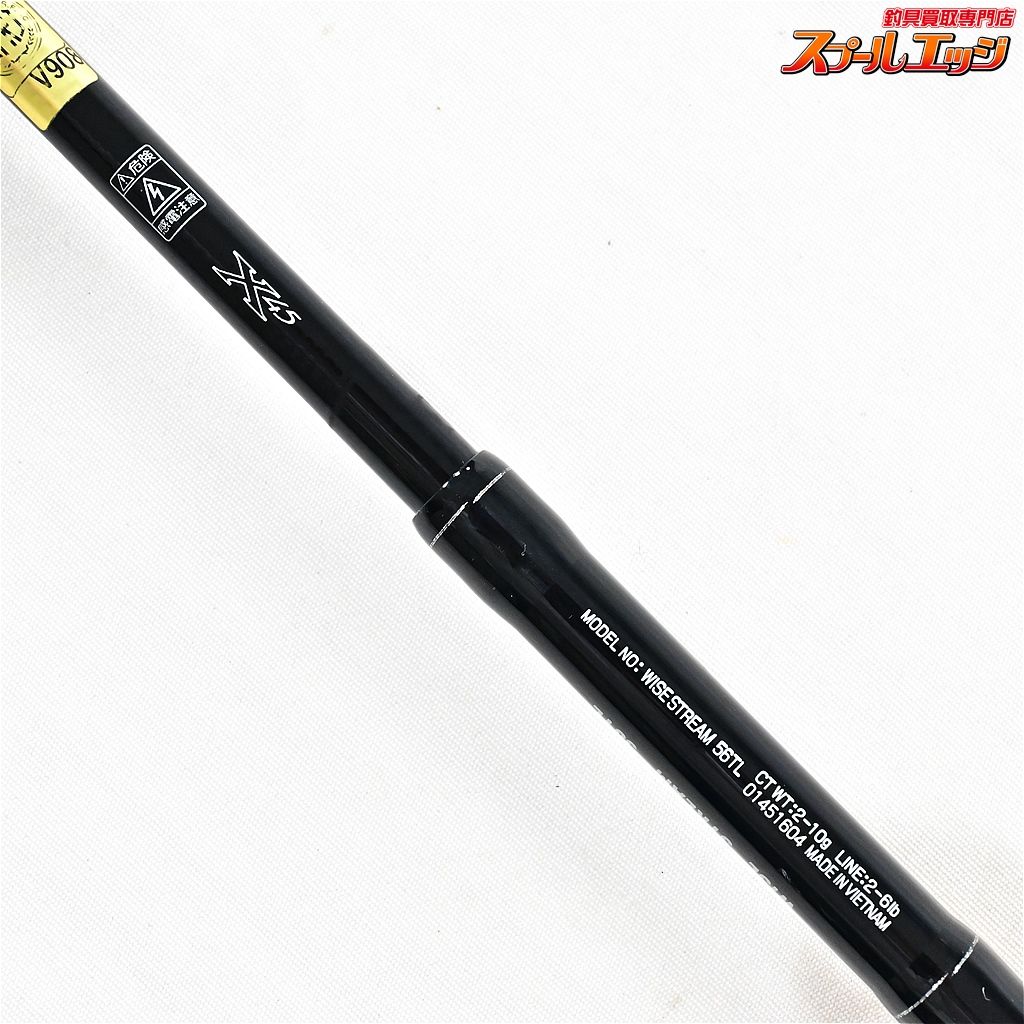 釣具買取専門店
スプールエッジ
V908
危険
感電注意
X45
MODEL NO: WISE STREAM 56TL CT WT:2-10g LINE:2-6lb
01451604 MADE IN VIETNAM